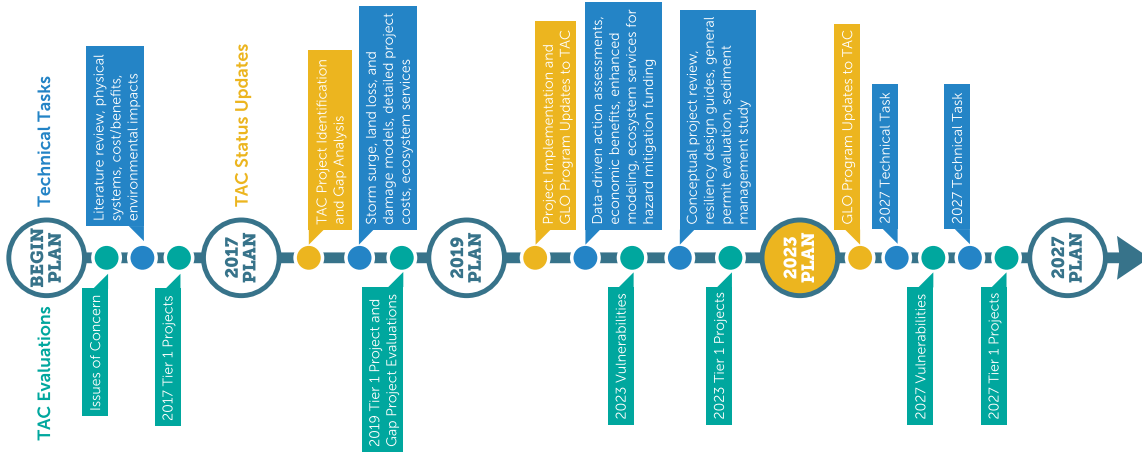 TAC Evaluations
Technical Tasks
TAC Status Updates
BEGIN
PLAN
Issues of Concern
Literature review, physical
systems, cost/benefits,
environmental impacts
2017 Tier 1 Projects
2017
PLAN
TAC Project Identification
and Gap Analysis
Storm surge, land loss, and
damage models, detailed project
costs, ecosystem services
2019 Tier 1 Project and
Gap Project Evaluations
2019
PLAN
Project Implementation and
GLO Program Updates to TAC
Data-driven action assessments,
economic benefits, enhanced
modeling, ecosystem services for
hazard mitigation funding
2023 Vulnerabilities
Conceptual project review,
resiliency design guides, general
permit evaluation, sediment
management study
2023 Tier 1 Projects
2023
PLAN
GLO Program Updates to TAC
2027 Technical Task
2027 Vulnerabilities
2027 Technical Task
2027 Tier 1 Projects
2027
PLAN